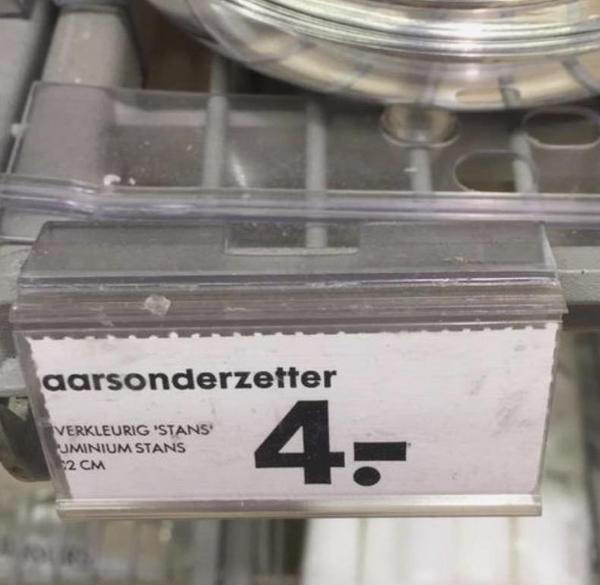 aarsonderzetter
VERKLEURIG 'STANS'
UMINIUM STANS
2 CM
4.-